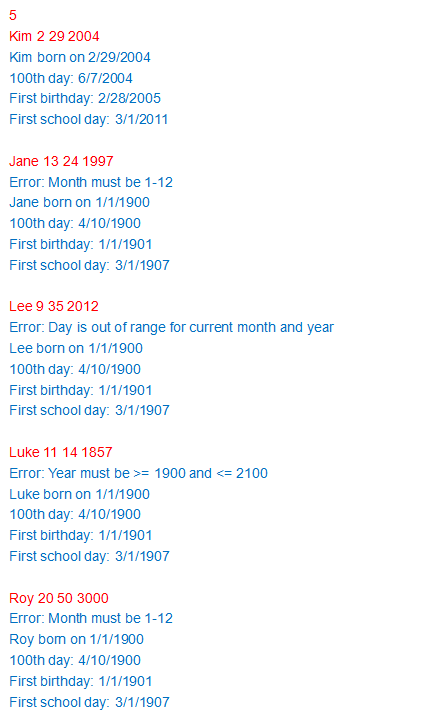 5
Kim 2 29 2004
Kim born on 2/29/2004
100th day: 6/7/2004
First birthday: 2/28/2005
First school day: 3/1/2011
Jane 13 24 1997
Error: Month must be 1-12
Jane born on 1/1/1900
100th day: 4/10/1900
First birthday: 1/1/1901
First school day: 3/1/1907
Lee 9 35 2012
Error: Day is out of range for current month and year
Lee born on 1/1/1900
100th day: 4/10/1900
First birthday: 1/1/1901
First school day: 3/1/1907
Luke 11 14 1857
Error: Year must be >= 1900 and <= 2100
Luke born on 1/1/1900
100th day: 4/10/1900
First birthday: 1/1/1901
First school day: 3/1/1907
Roy 20 50 3000
Error: Month must be 1-12
Roy born on 1/1/1900
100th day: 4/10/1900
First birthday: 1/1/1901
First school day: 3/1/1907